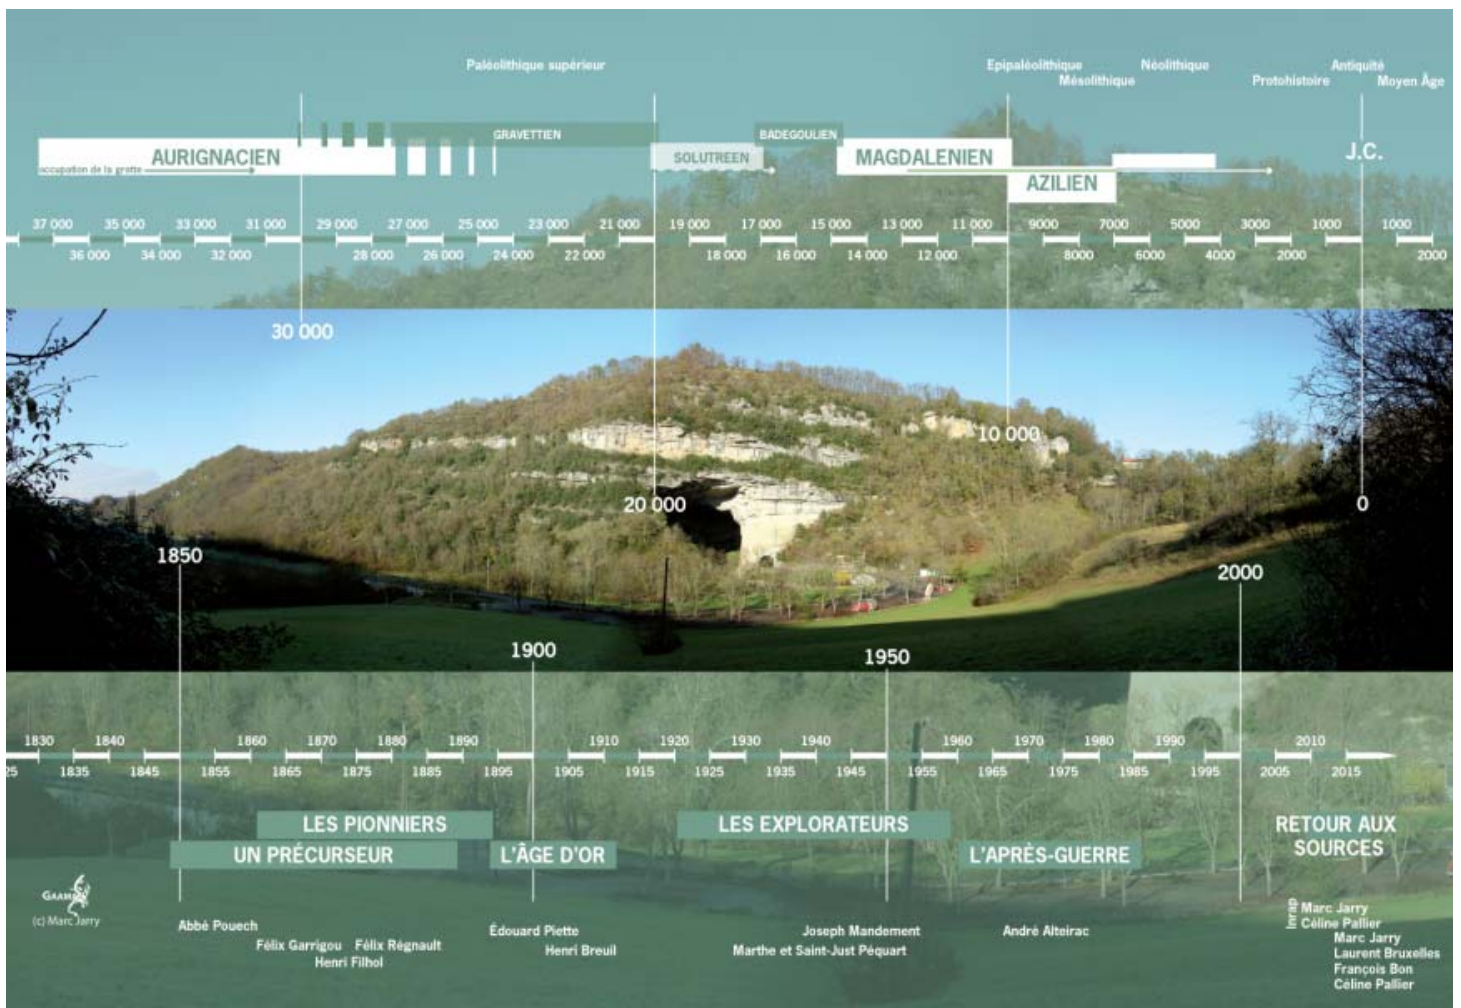 Paléolithique supérieur
Epipaléolithique
Néolithique
Antiquité
Mésolithique
Protohistoire
Moyen Âge
GRAVETTIEN
BADEGOULIEN
AURIGNACIEN
SOLUTREEN
MAGDALENIEN
J.C.
occupation de la grotte
AZILIEN
37 000 35 000 33 000 31 000 29 000 27 000 25 000 23 000 21 000 19 000 17 000 15 000 13 000 11 000 9000 7000 5000 3000 1000 1000
36 000 34 000 32 000 28 000 26 000 24 000 22 000 18 000 16 000 14 000 12 000 8000 6000 4000 2000 2000
30 000
10 000
20 000
0
1850
2000
1900
1950
1830 1840 1860 1870 1880 1890 1910 1920 1930 1940 1960 1970 1980 1990 2010
25 1835 1845 1855 1865 1875 1885 1895 1905 1915 1925 1935 1945 1955 1965 1975 1985 1995 2005 2015
LES PIONNIERS
LES EXPLORATEURS
RETOUR AUX
SOURCES
UN PRÉCURSEUR
L'ÂGE D'OR
L'APRÈS-GUERRE
(c) Marc Jarry
Abbé Pouech
Félix Garrigou Félix Régnault
Henri Filhol
Édouard Piette
Henri Breuil
Joseph Mandement
Marthe et Saint-Just Péquart
André Alteirac
Inrap
Marc Jarry
Céline Pallier
Marc Jarry
Laurent Bruxelles
François Bon
Céline Pallier